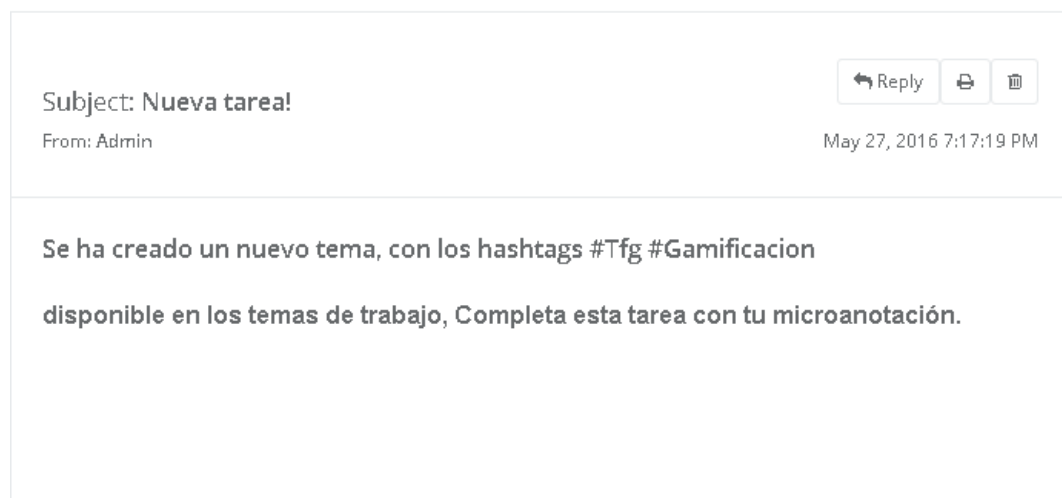 Reply
Subject: Nueva tarea!
From: Admin
May 27, 2016 7:17:19 PM
Se ha creado un nuevo tema, con los hashtags #Tfg #Gamificacion
disponible en los temas de trabajo, Completa esta tarea con tu microanotación.